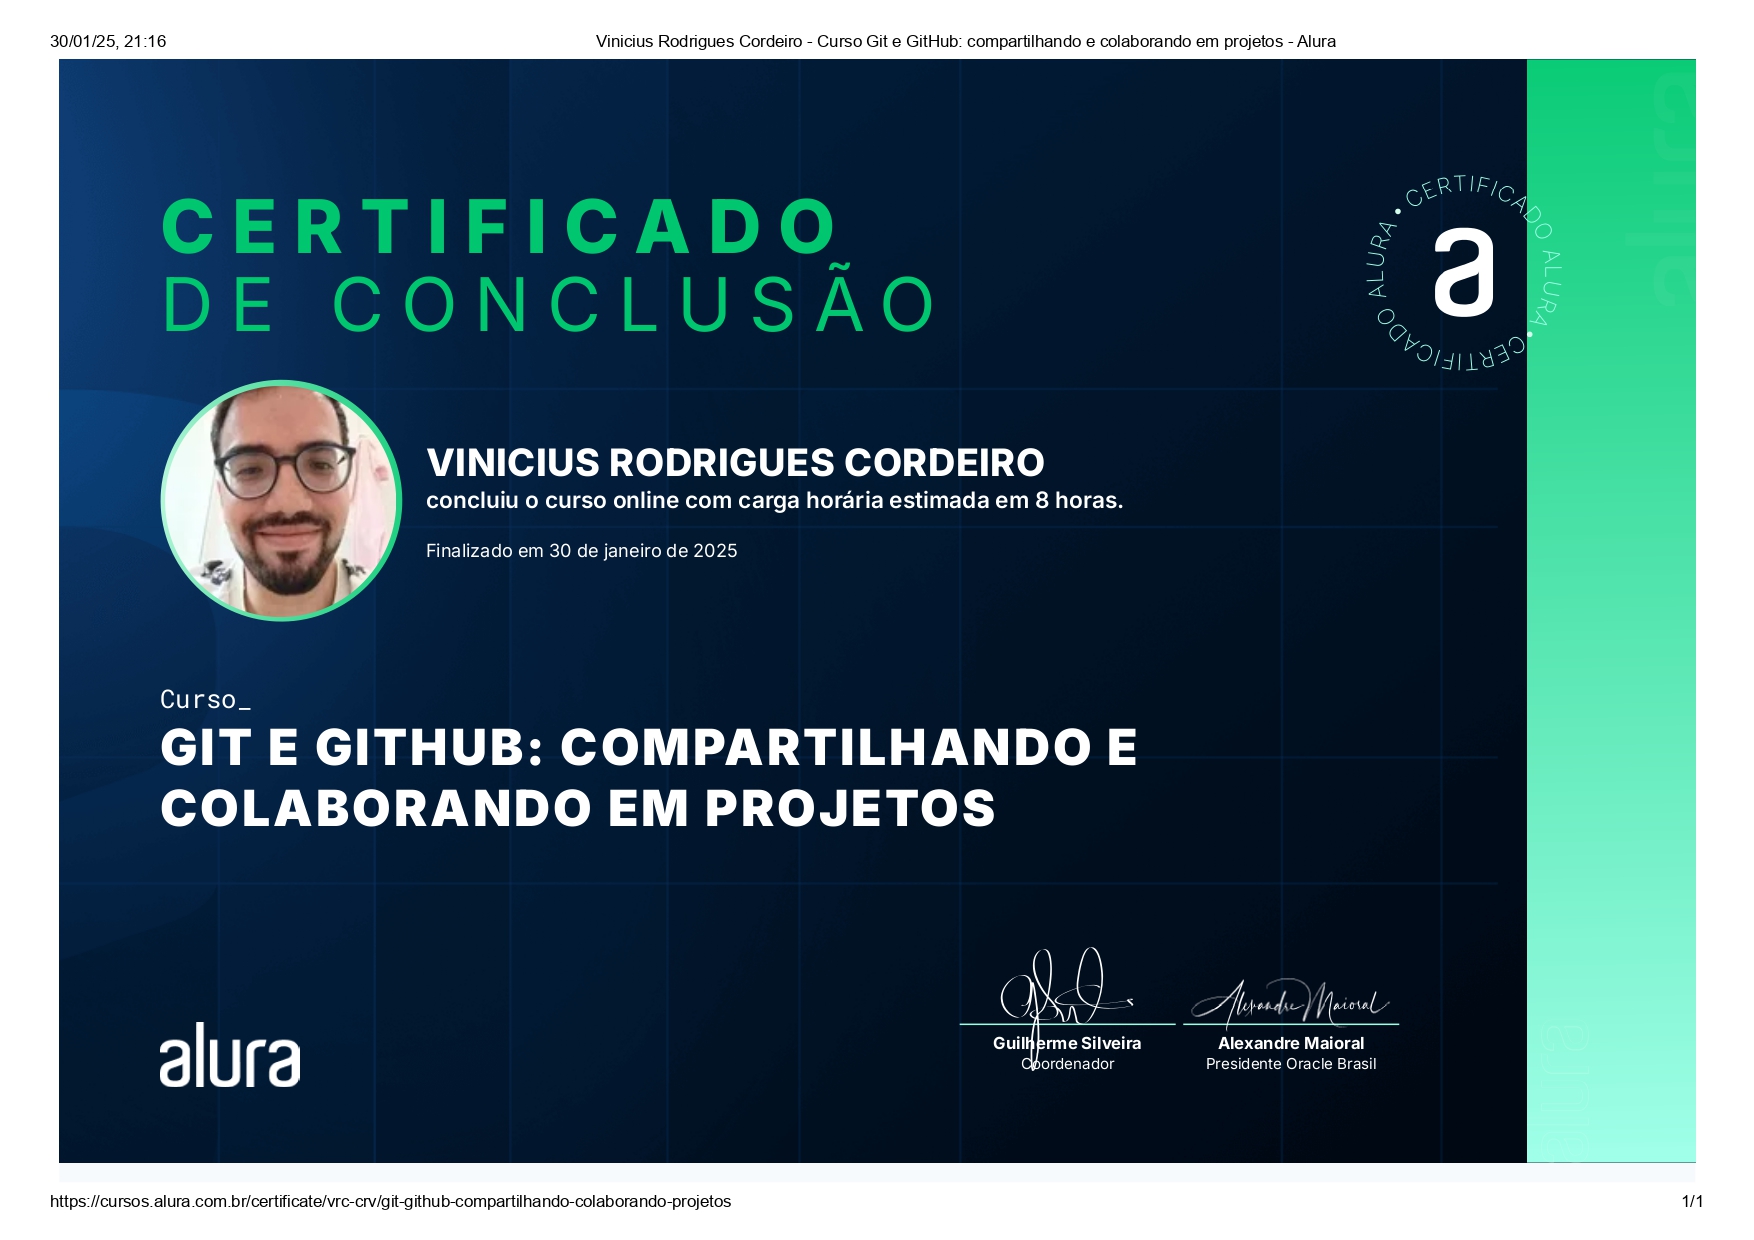 30/01/25, 21:16
Vinicius Rodrigues Cordeiro - Curso Git e GitHub: compartilhando e colaborando em projetos - Alura
CERTIFICADO
DE CONCLUSÃO
CERTIFICADO ALURA • CERTIFICADO ALURA •
a
VINICIUS RODRIGUES CORDEIRO
concluiu o curso online com carga horária estimada em 8 horas.
Finalizado em 30 de janeiro de 2025
Curso_
GIT E GITHUB: COMPARTILHANDO E
COLABORANDO EM PROJETOS
alura
Alexandre Maioral
Guilherme Silveira
Coordenador
Alexandre Maioral
Presidente Oracle Brasil
alura
alura
https://cursos.alura.com.br/certificate/vrc-crv/git-github-compartilhando-colaborando-projetos
1/1